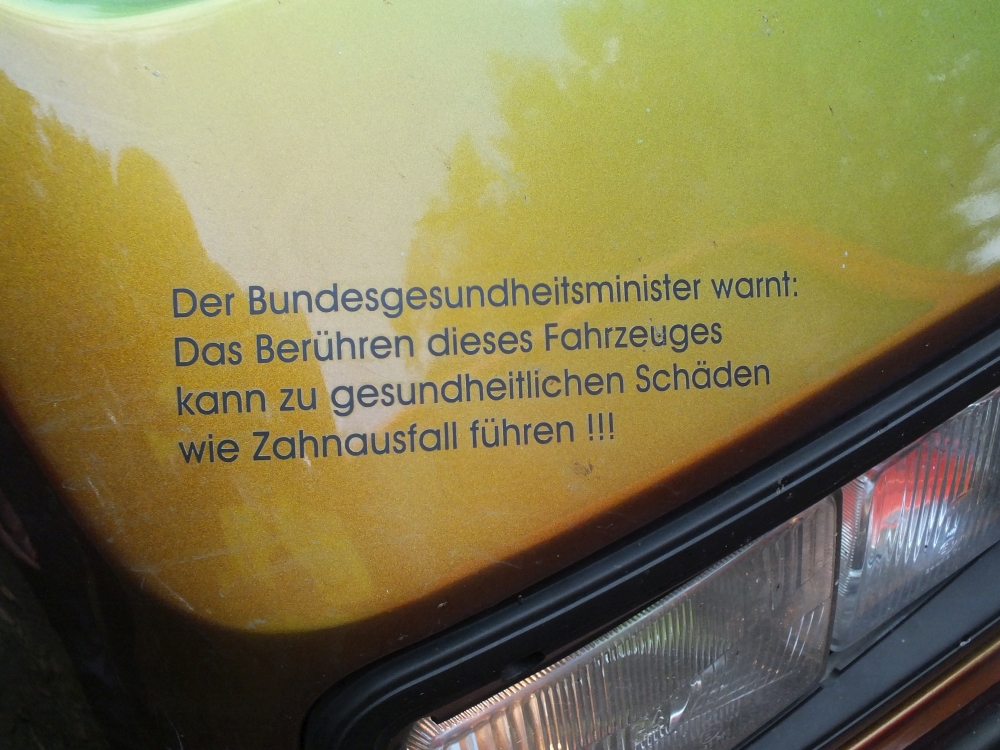 Der Bundesgesundheitsminister warnt:
Das Berühren dieses Fahrzeuges
kann zu gesundheitlichen Schäden
wie Zahnausfall führen !!!